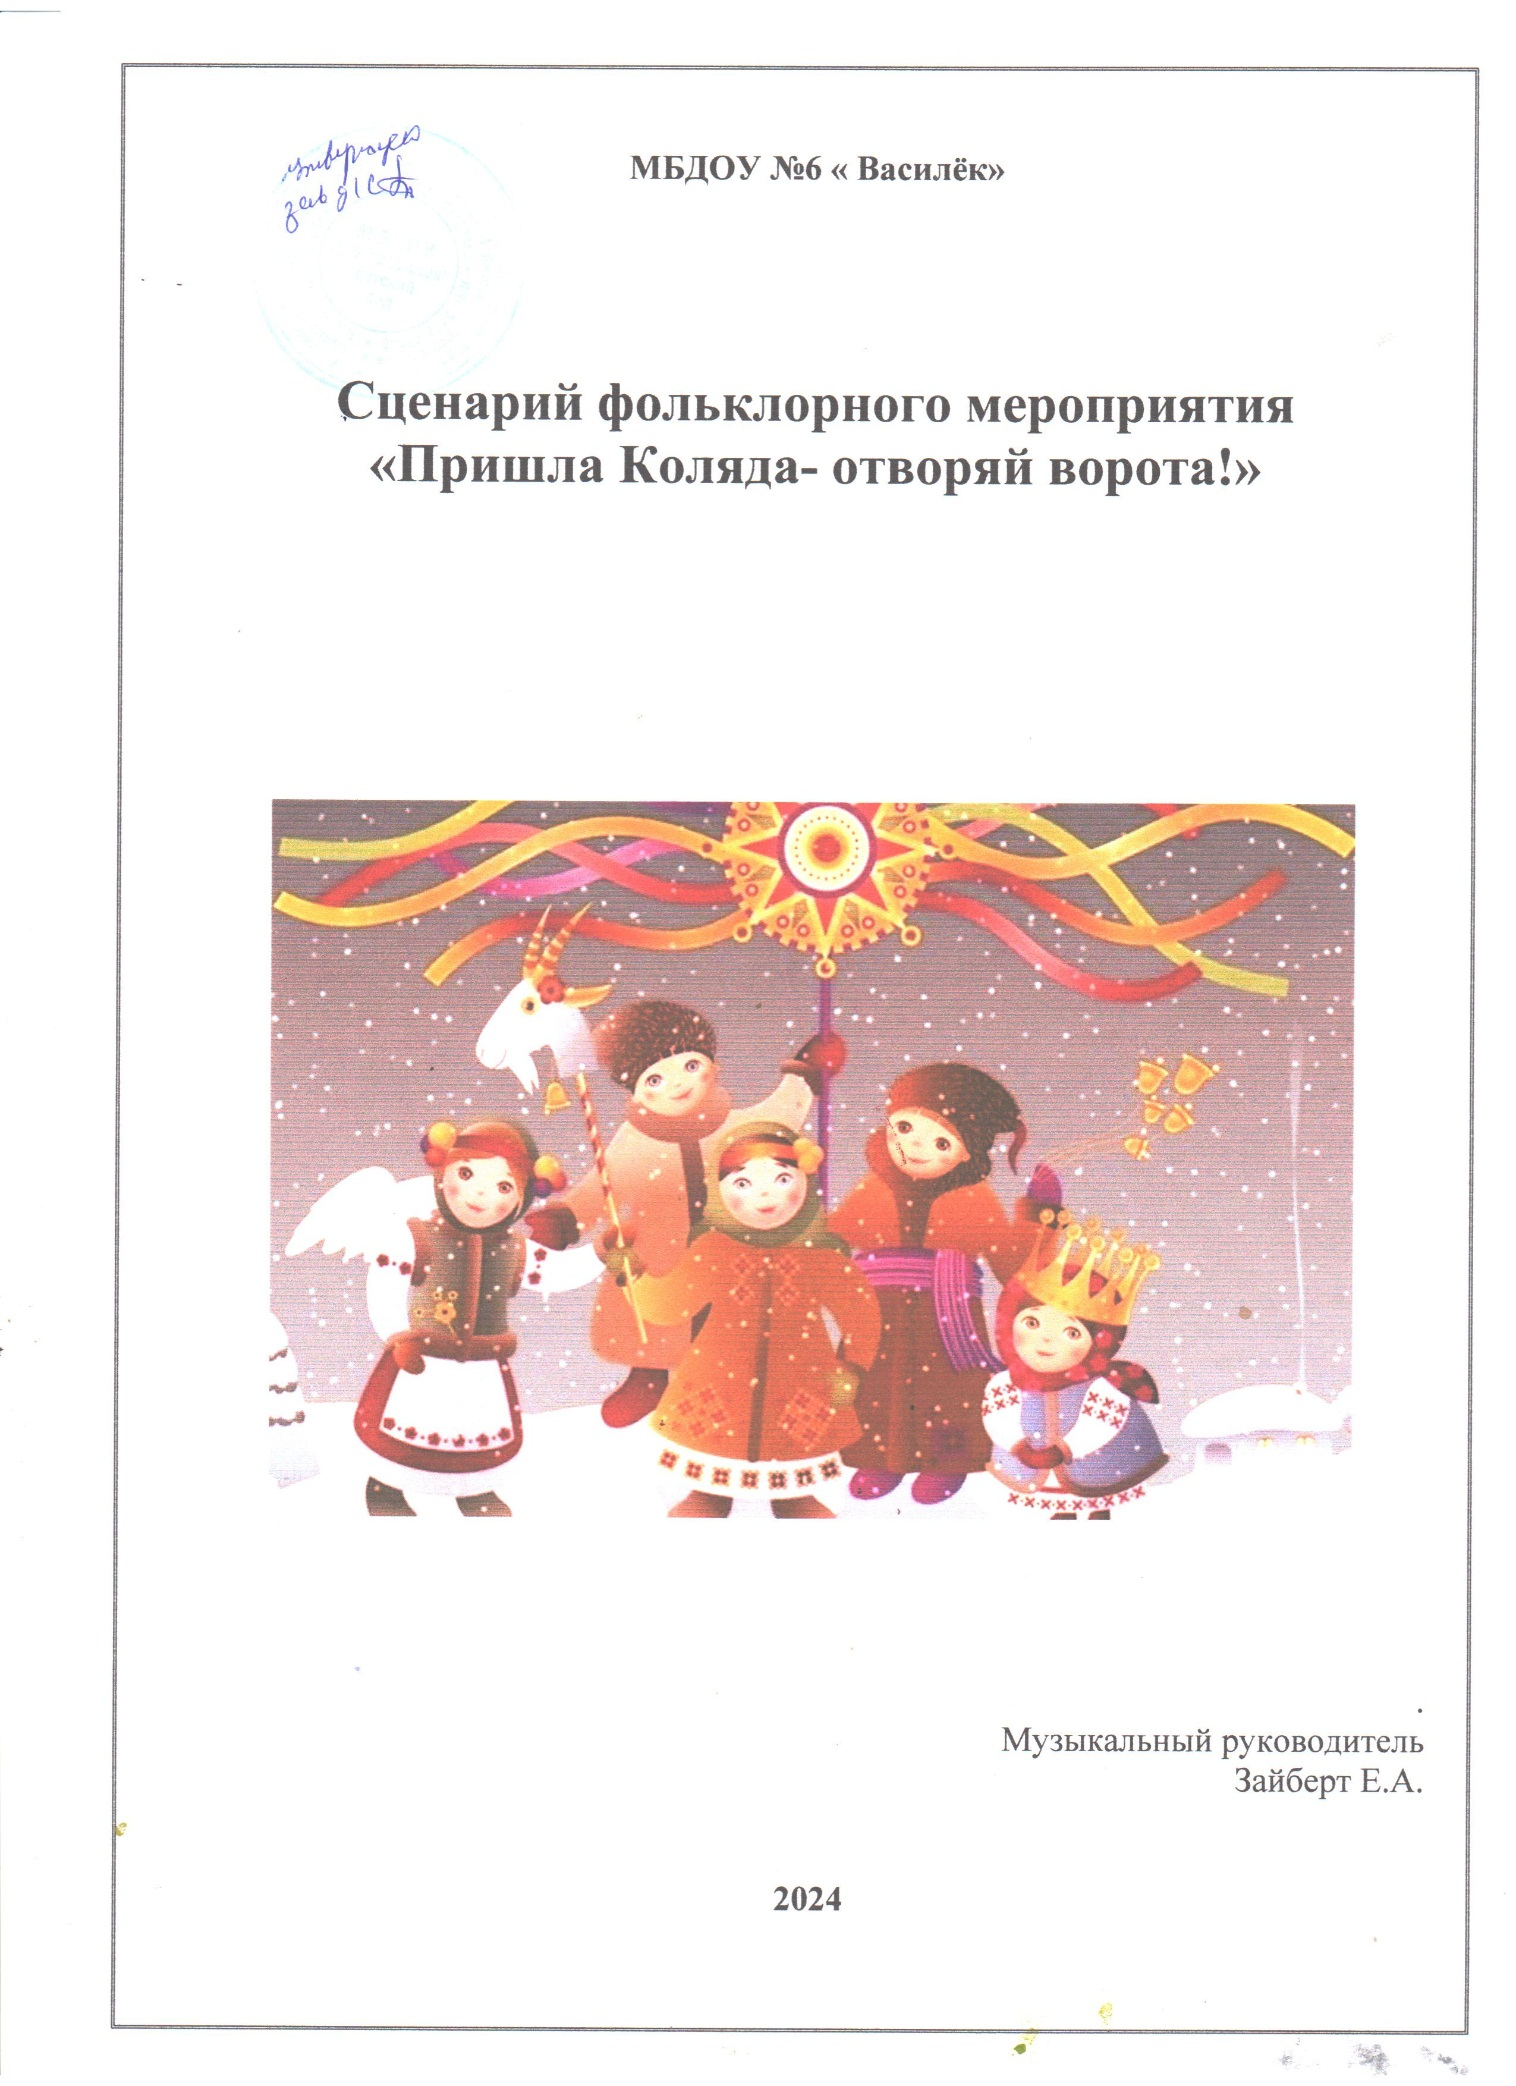 МБДОУ №6 « Василёк»
Сценарий фольклорного мероприятия
«Пришла Коляда- отворяй ворота!»
.
Музыкальный руководитель
Зайберт Е.А.
2024